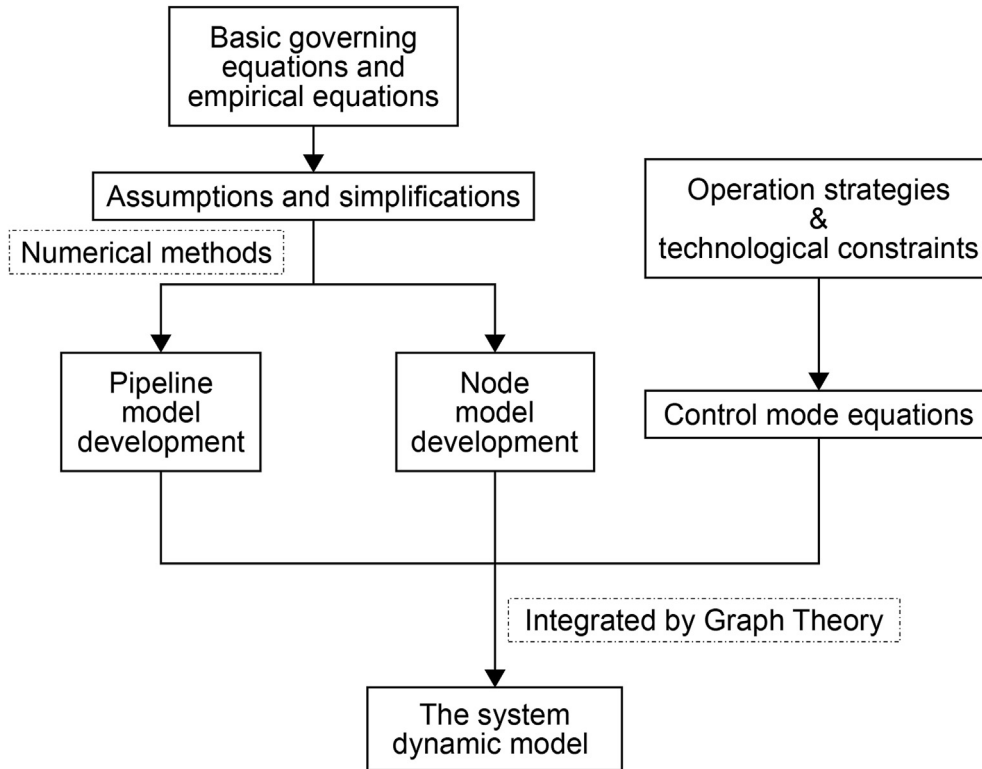 Basic governing
equations and
empirical equations
Assumptions and simplifications
Operation strategies
&
technological constraints
Numerical methods
Pipeline
model
development
Node
model
development
Control mode equations
Integrated by Graph Theory
The system
dynamic model